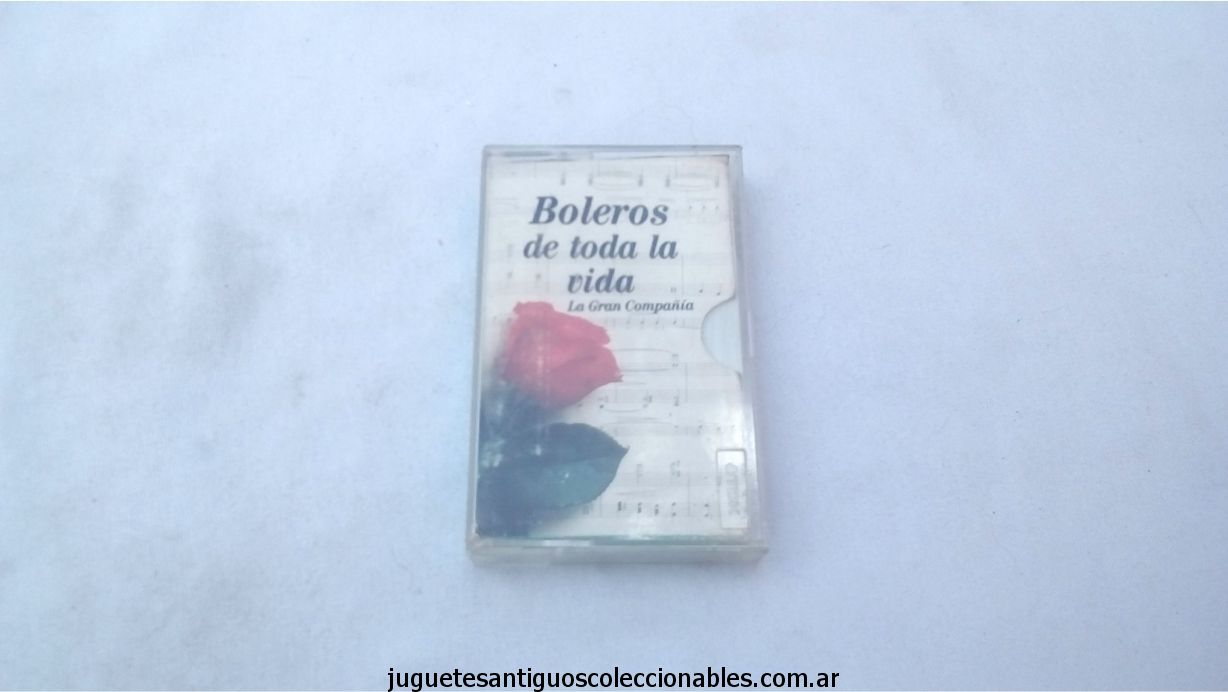 Boleros
de toda la
vida
La Gran Compañía
juguetesantiguoscoleccionables.com.ar